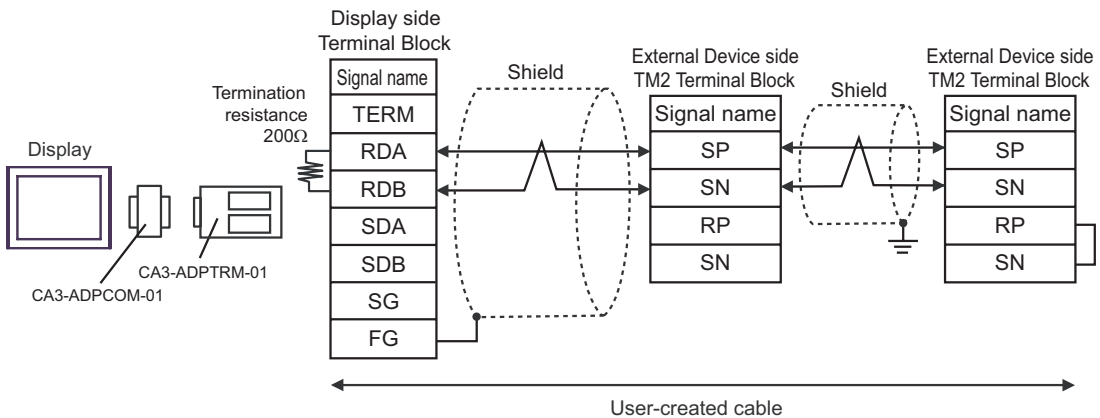 Display side
Terminal Block
Signal name
TERM
RDA
RDB
SDA
SDB
SG
FG
Termination
resistance
200Ω
Display
CA3-ADPCOM-01
CA3-ADPTRM-01
Shield
External Device side
TM2 Terminal Block
Signal name
SP
SN
RP
SN
Shield
External Device side
TM2 Terminal Block
Signal name
SP
SN
RP
SN
User-created cable